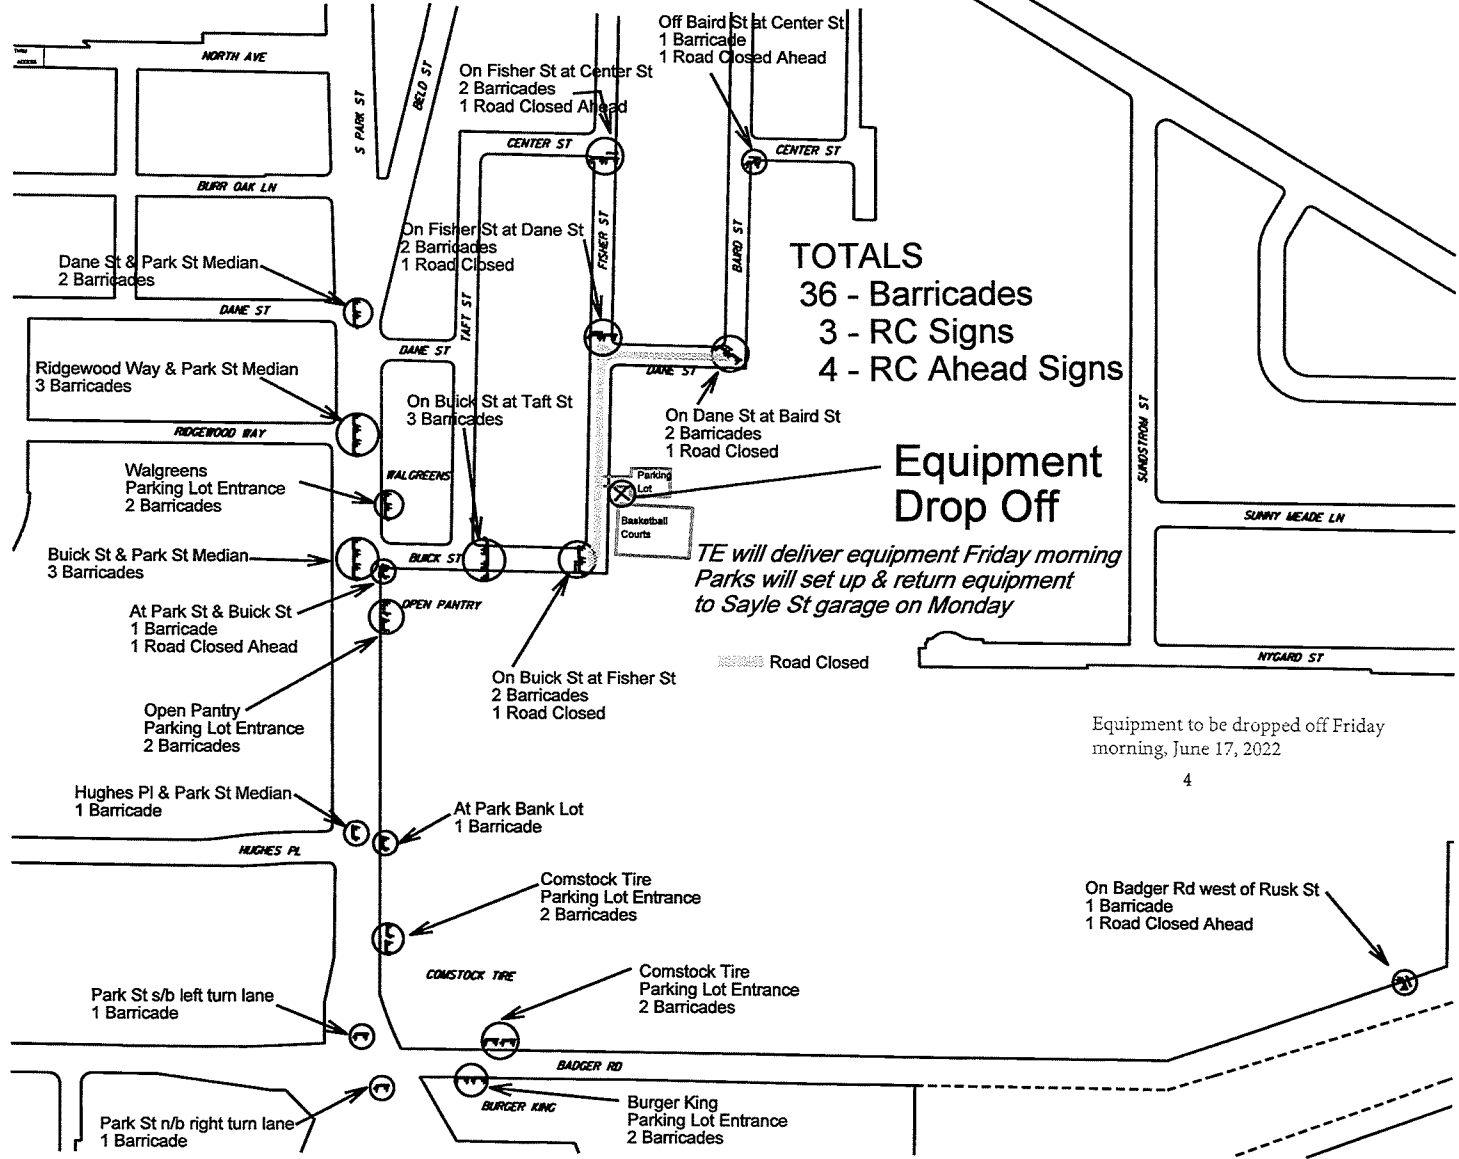 Off Baird St at Center St
1 Barricade
1 Road Closed Ahead
THRU
ACCESS
NORTH AVE
S PARK ST
BELD ST
On Fisher St at Center St
2 Barricades
1 Road Closed Ahead
CENTER ST
CENTER ST
BURR OAK LN
On Fisher St at Dane St
2 Barricades
1 Road Closed
FISHER ST
BAIRD ST
TOTALS
36 - Barricades
3 - RC Signs
4 - RC Ahead Signs
Dane St & Park St Median
2 Barricades
DANE ST
TAFT ST
DANE ST
DANE ST
Ridgewood Way & Park St Median
3 Barricades
On Buick St at Taft St
3 Barricades
On Dane St at Baird St
2 Barricades
1 Road Closed
SUNDSTROM ST
RIDGEWOOD WAY
Walgreens
Parking Lot Entrance
2 Barricades
WALGREENS
Parking
Lot
Equipment
Drop Off
Basketball
Courts
SUNNY MEADE LN
Buick St & Park St Median
3 Barricades
BUICK ST
TE will deliver equipment Friday morning
Parks will set up & return equipment
to Sayle St garage on Monday
At Park St & Buick St
1 Barricade
1 Road Closed Ahead
OPEN PANTRY
Road Closed
NYGARD ST
On Buick St at Fisher St
2 Barricades
1 Road Closed
Open Pantry
Parking Lot Entrance
2 Barricades
Equipment to be dropped off Friday
morning, June 17, 2022
4
Hughes Pl & Park St Median
1 Barricade
At Park Bank Lot
1 Barricade
HUGHES PL
Comstock Tire
Parking Lot Entrance
2 Barricades
On Badger Rd west of Rusk St
1 Barricade
1 Road Closed Ahead
COMSTOCK TIRE
Comstock Tire
Parking Lot Entrance
2 Barricades
Park St s/b left turn lane
1 Barricade
BADGER RD
BURGER KING
Burger King
Parking Lot Entrance
2 Barricades
Park St n/b right turn lane
1 Barricade